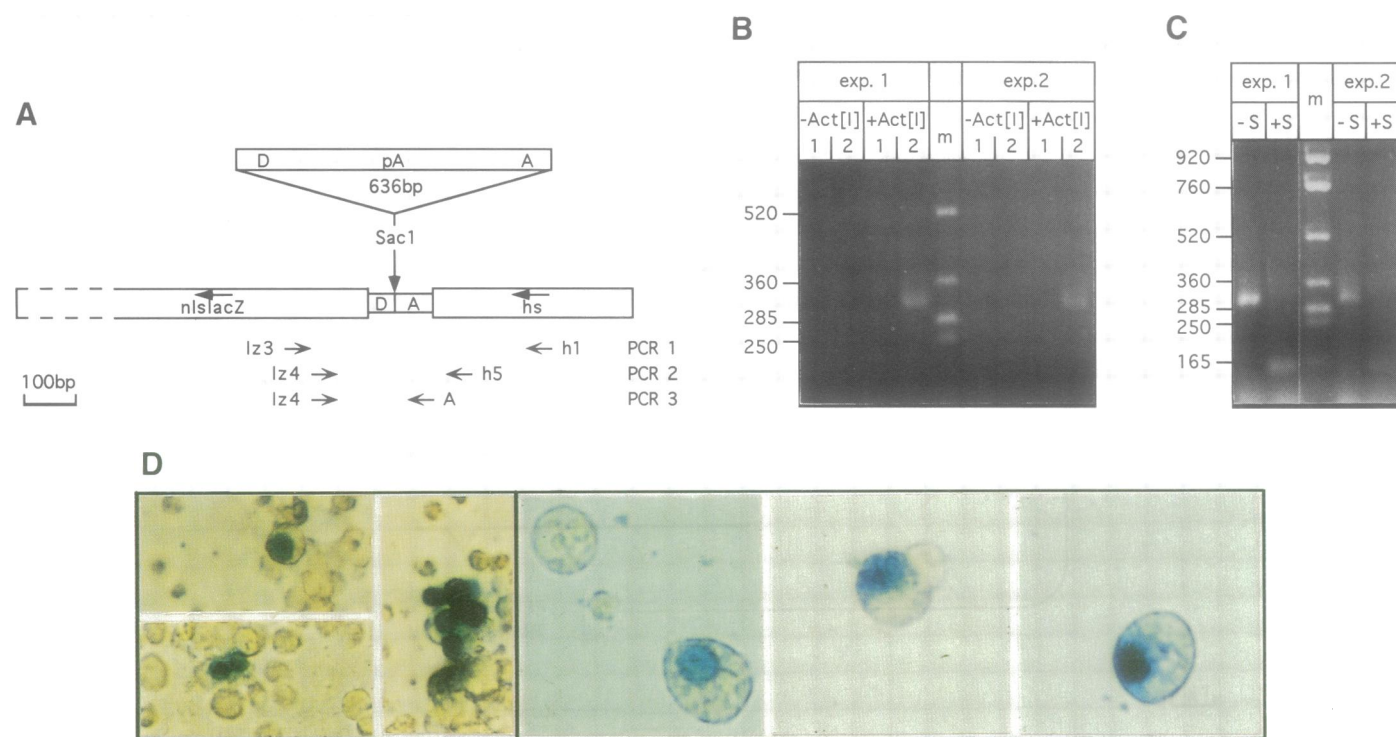 A
D pA A
636bp
Sac1
nlslacZ D A hs
lz3 h1 PCR 1
lz4 h5 PCR 2
lz4 A PCR 3
100bp
B
exp. 1 exp.2
-Act[I] +Act[I] m -Act[I] +Act[I]
1 2 1 2 1 2 1 2
520
360
285
250
C
exp. 1 m exp.2
- S +S - S +S
920
760
520
360
285
250
165
D